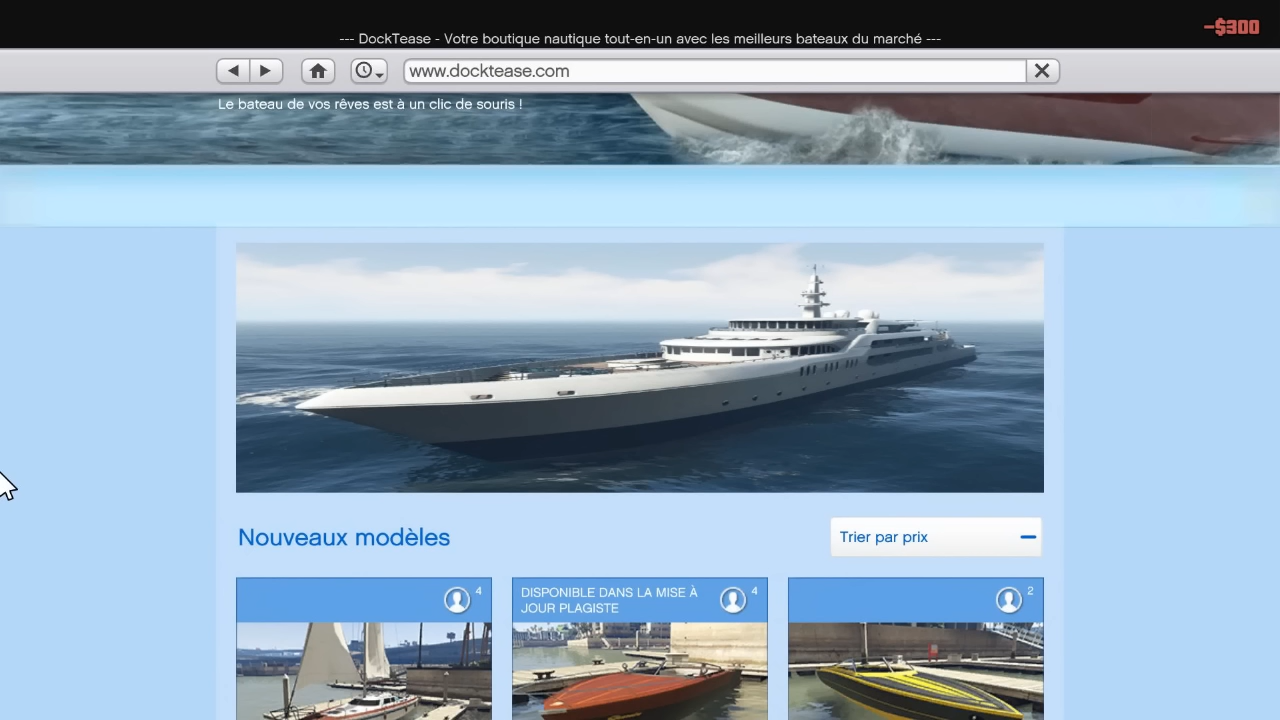 -$300
--- DockTease - Votre boutique nautique tout-en-un avec les meilleurs bateaux du marché ---
www.docktease.com
Le bateau de vos rêves est à un clic de souris !
Nouveaux modèles
Trier par prix
4
DISPONIBLE DANS LA MISE À
JOUR PLAGISTE
4
2